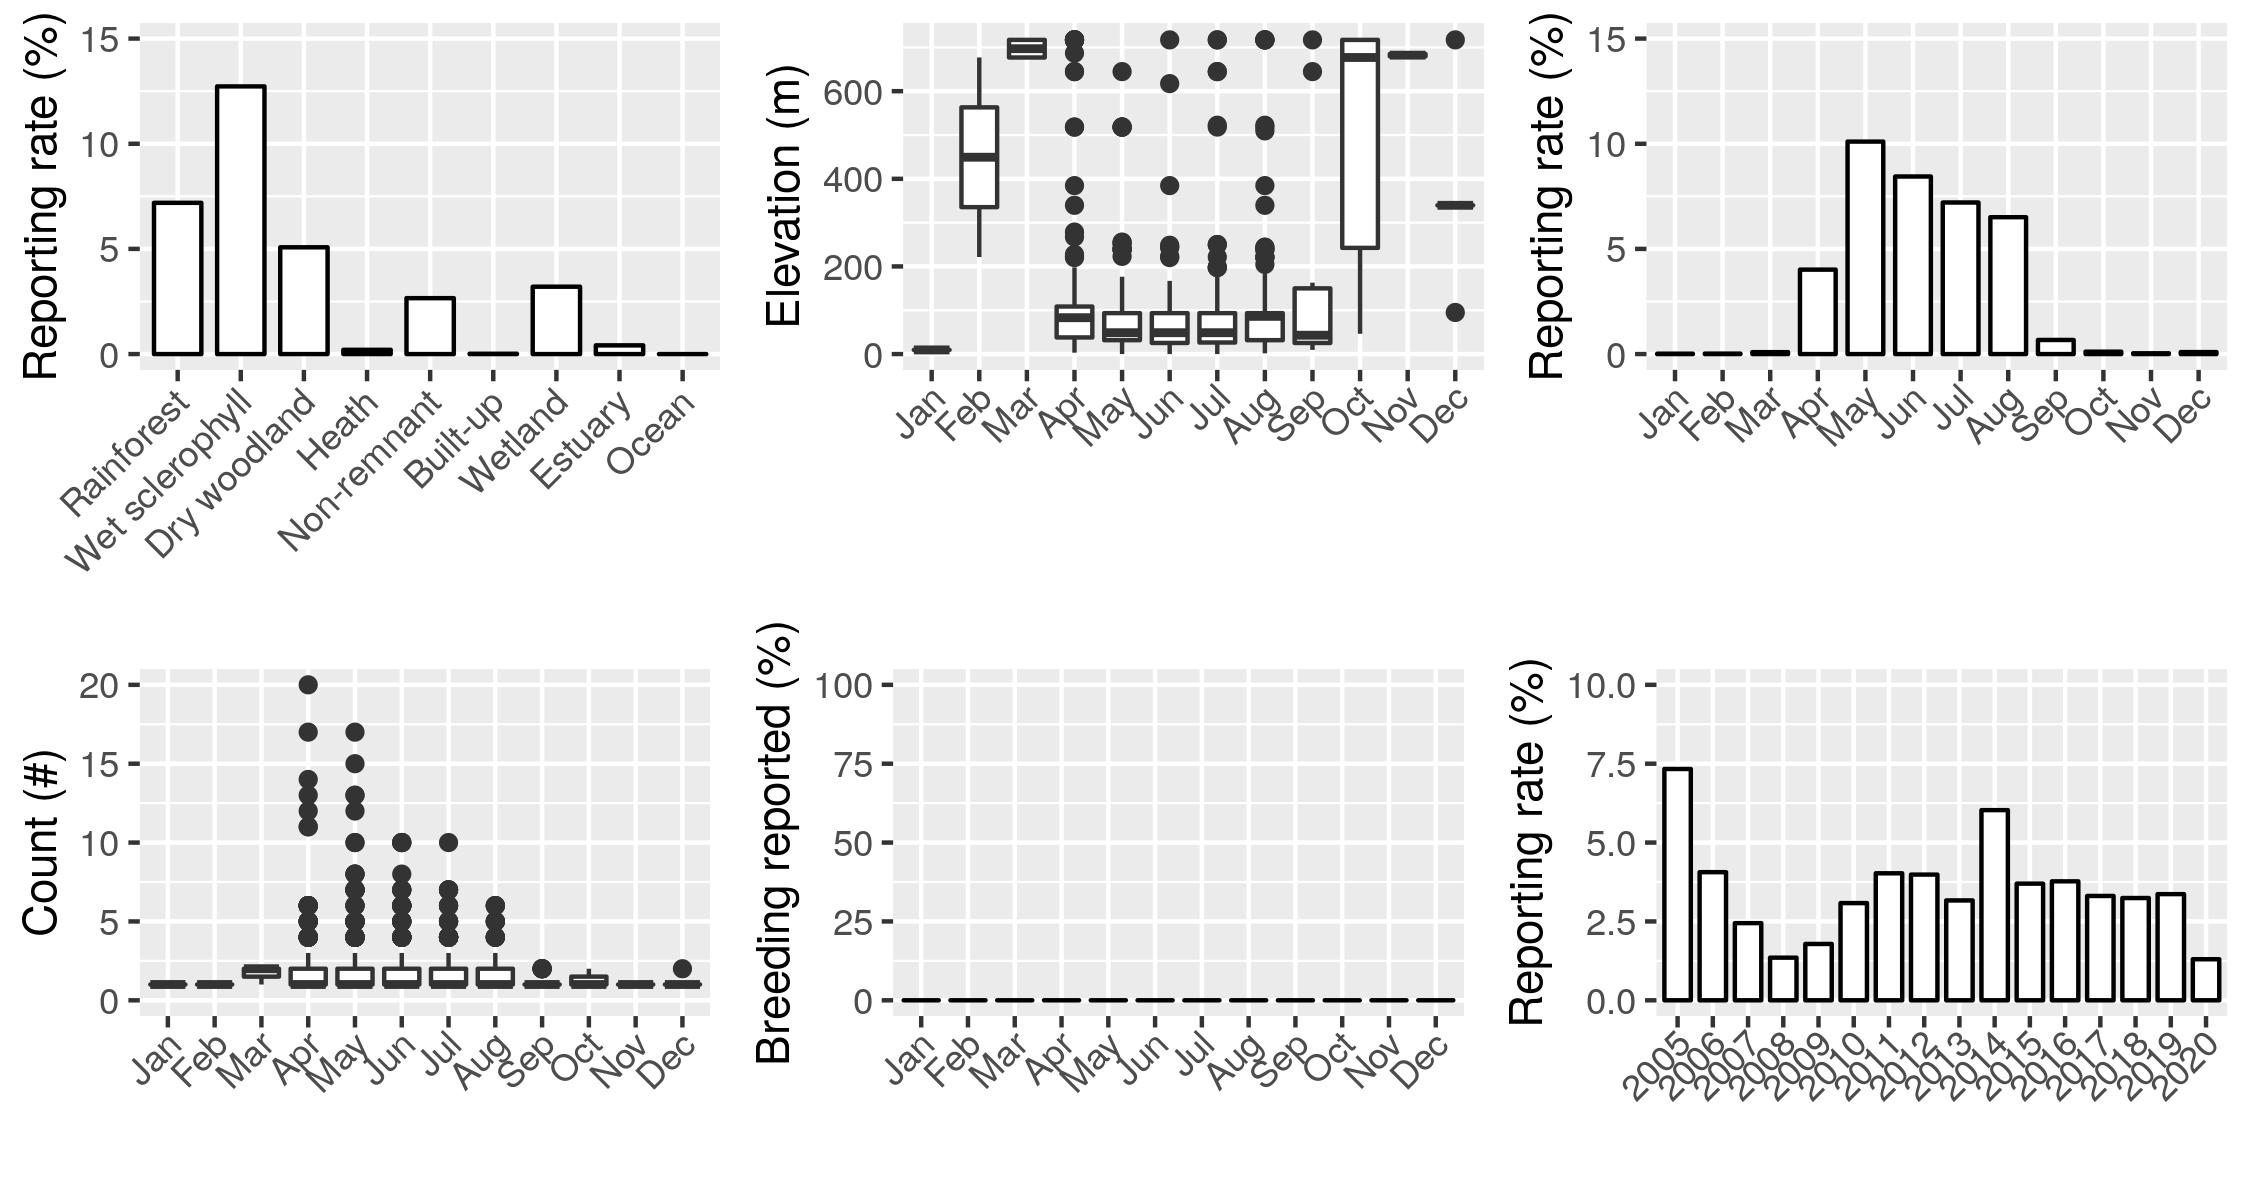 Reporting rate (%)
15
10
5
0
Rainforest
Wet sclerophyll
Dry woodland
Heath
Non-remnant
Built-up
Wetland
Estuary
Ocean
Elevation (m)
600
400
200
0
Jan
Feb
Mar
Apr
May
Jun
Jul
Aug
Sep
Oct
Nov
Dec
Reporting rate (%)
15
10
5
0
Jan
Feb
Mar
Apr
May
Jun
Jul
Aug
Sep
Oct
Nov
Dec
Count (#)
20
15
10
5
0
Jan
Feb
Mar
Apr
May
Jun
Jul
Aug
Sep
Oct
Nov
Dec
Breeding reported (%)
100
75
50
25
0
Jan
Feb
Mar
Apr
May
Jun
Jul
Aug
Sep
Oct
Nov
Dec
Reporting rate (%)
10.0
7.5
5.0
2.5
0.0
2005
2006
2007
2008
2009
2010
2011
2012
2013
2014
2015
2016
2017
2018
2019
2020